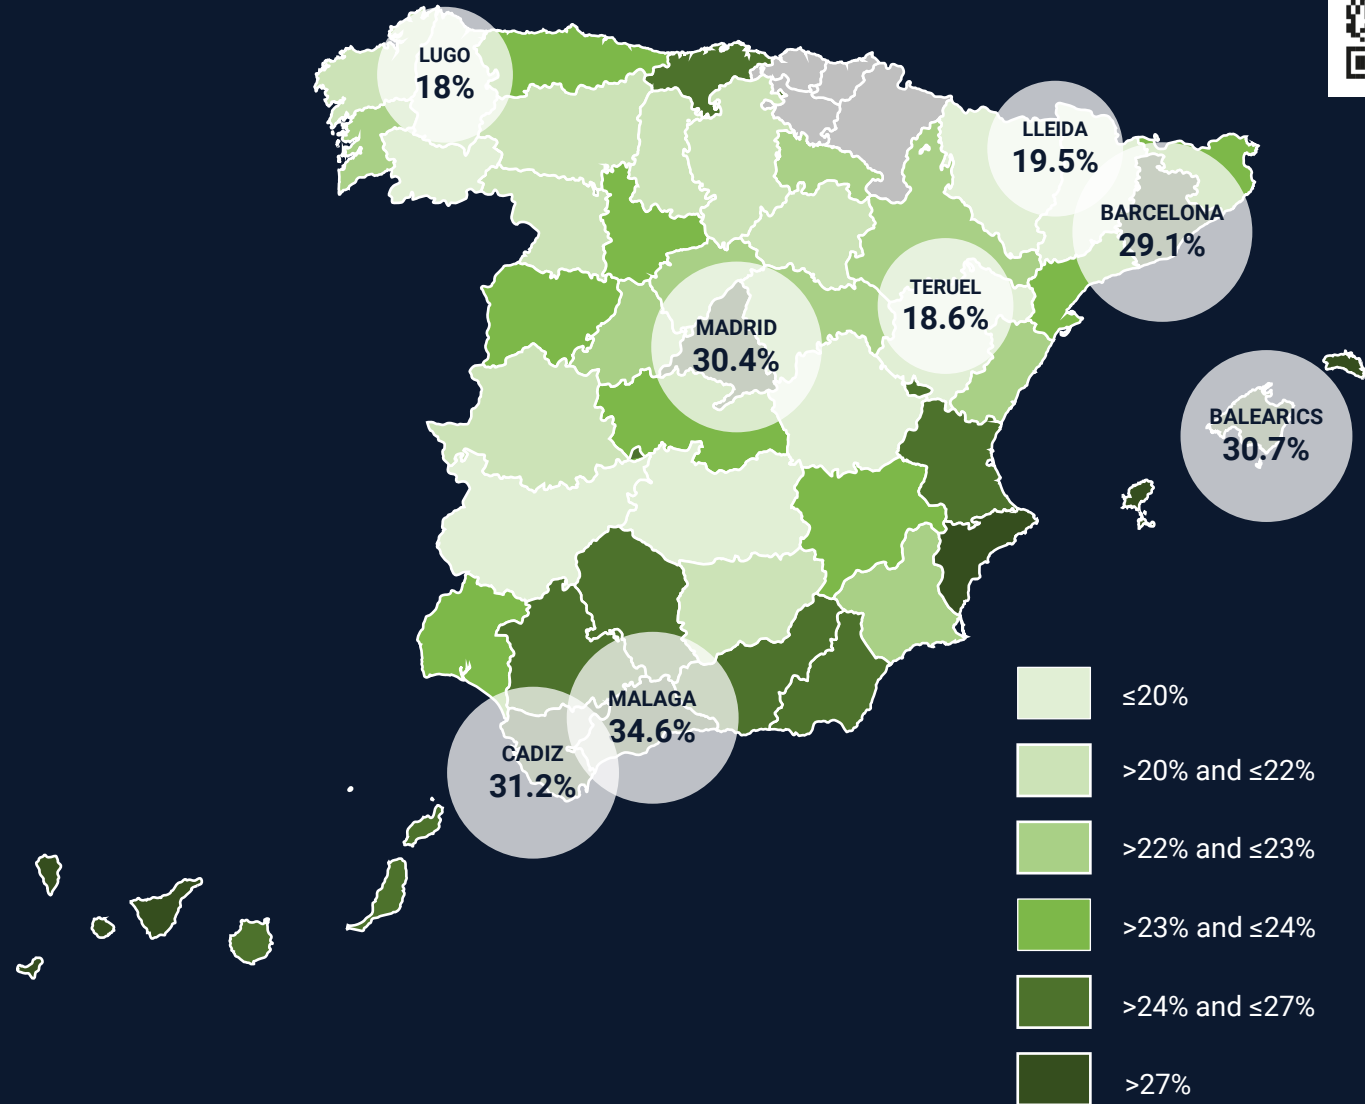 LUGO
18%
LLEIDA
19.5%
BARCELONA
29.1%
TERUEL
18.6%
MADRID
30.4%
BALEARICS
30.7%
MALAGA
34.6%
CADIZ
31.2%
≤20%
>20% and ≤22%
>22% and ≤23%
>23% and ≤24%
>24% and ≤27%
>27%